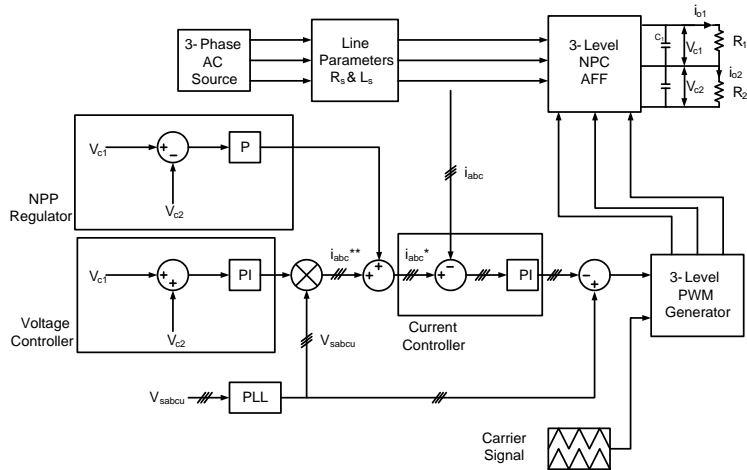 3- Phase
AC
Source
Line
Parameters
Rs & Ls
3- Level
NPC
AFF
io1
C1
Vc1
R1
io2
Vc2
R2
Vc1
+
−
P
Vc2
NPP
Regulator
iabc
Vc1
+
+
PI
Vc2
Voltage
Controller
iabc**
+
+
iabc*
−
+
PI
Current
Controller
−
+
3- Level
PWM
Generator
Vsabcu
Vsabcu
PLL
Carrier
Signal